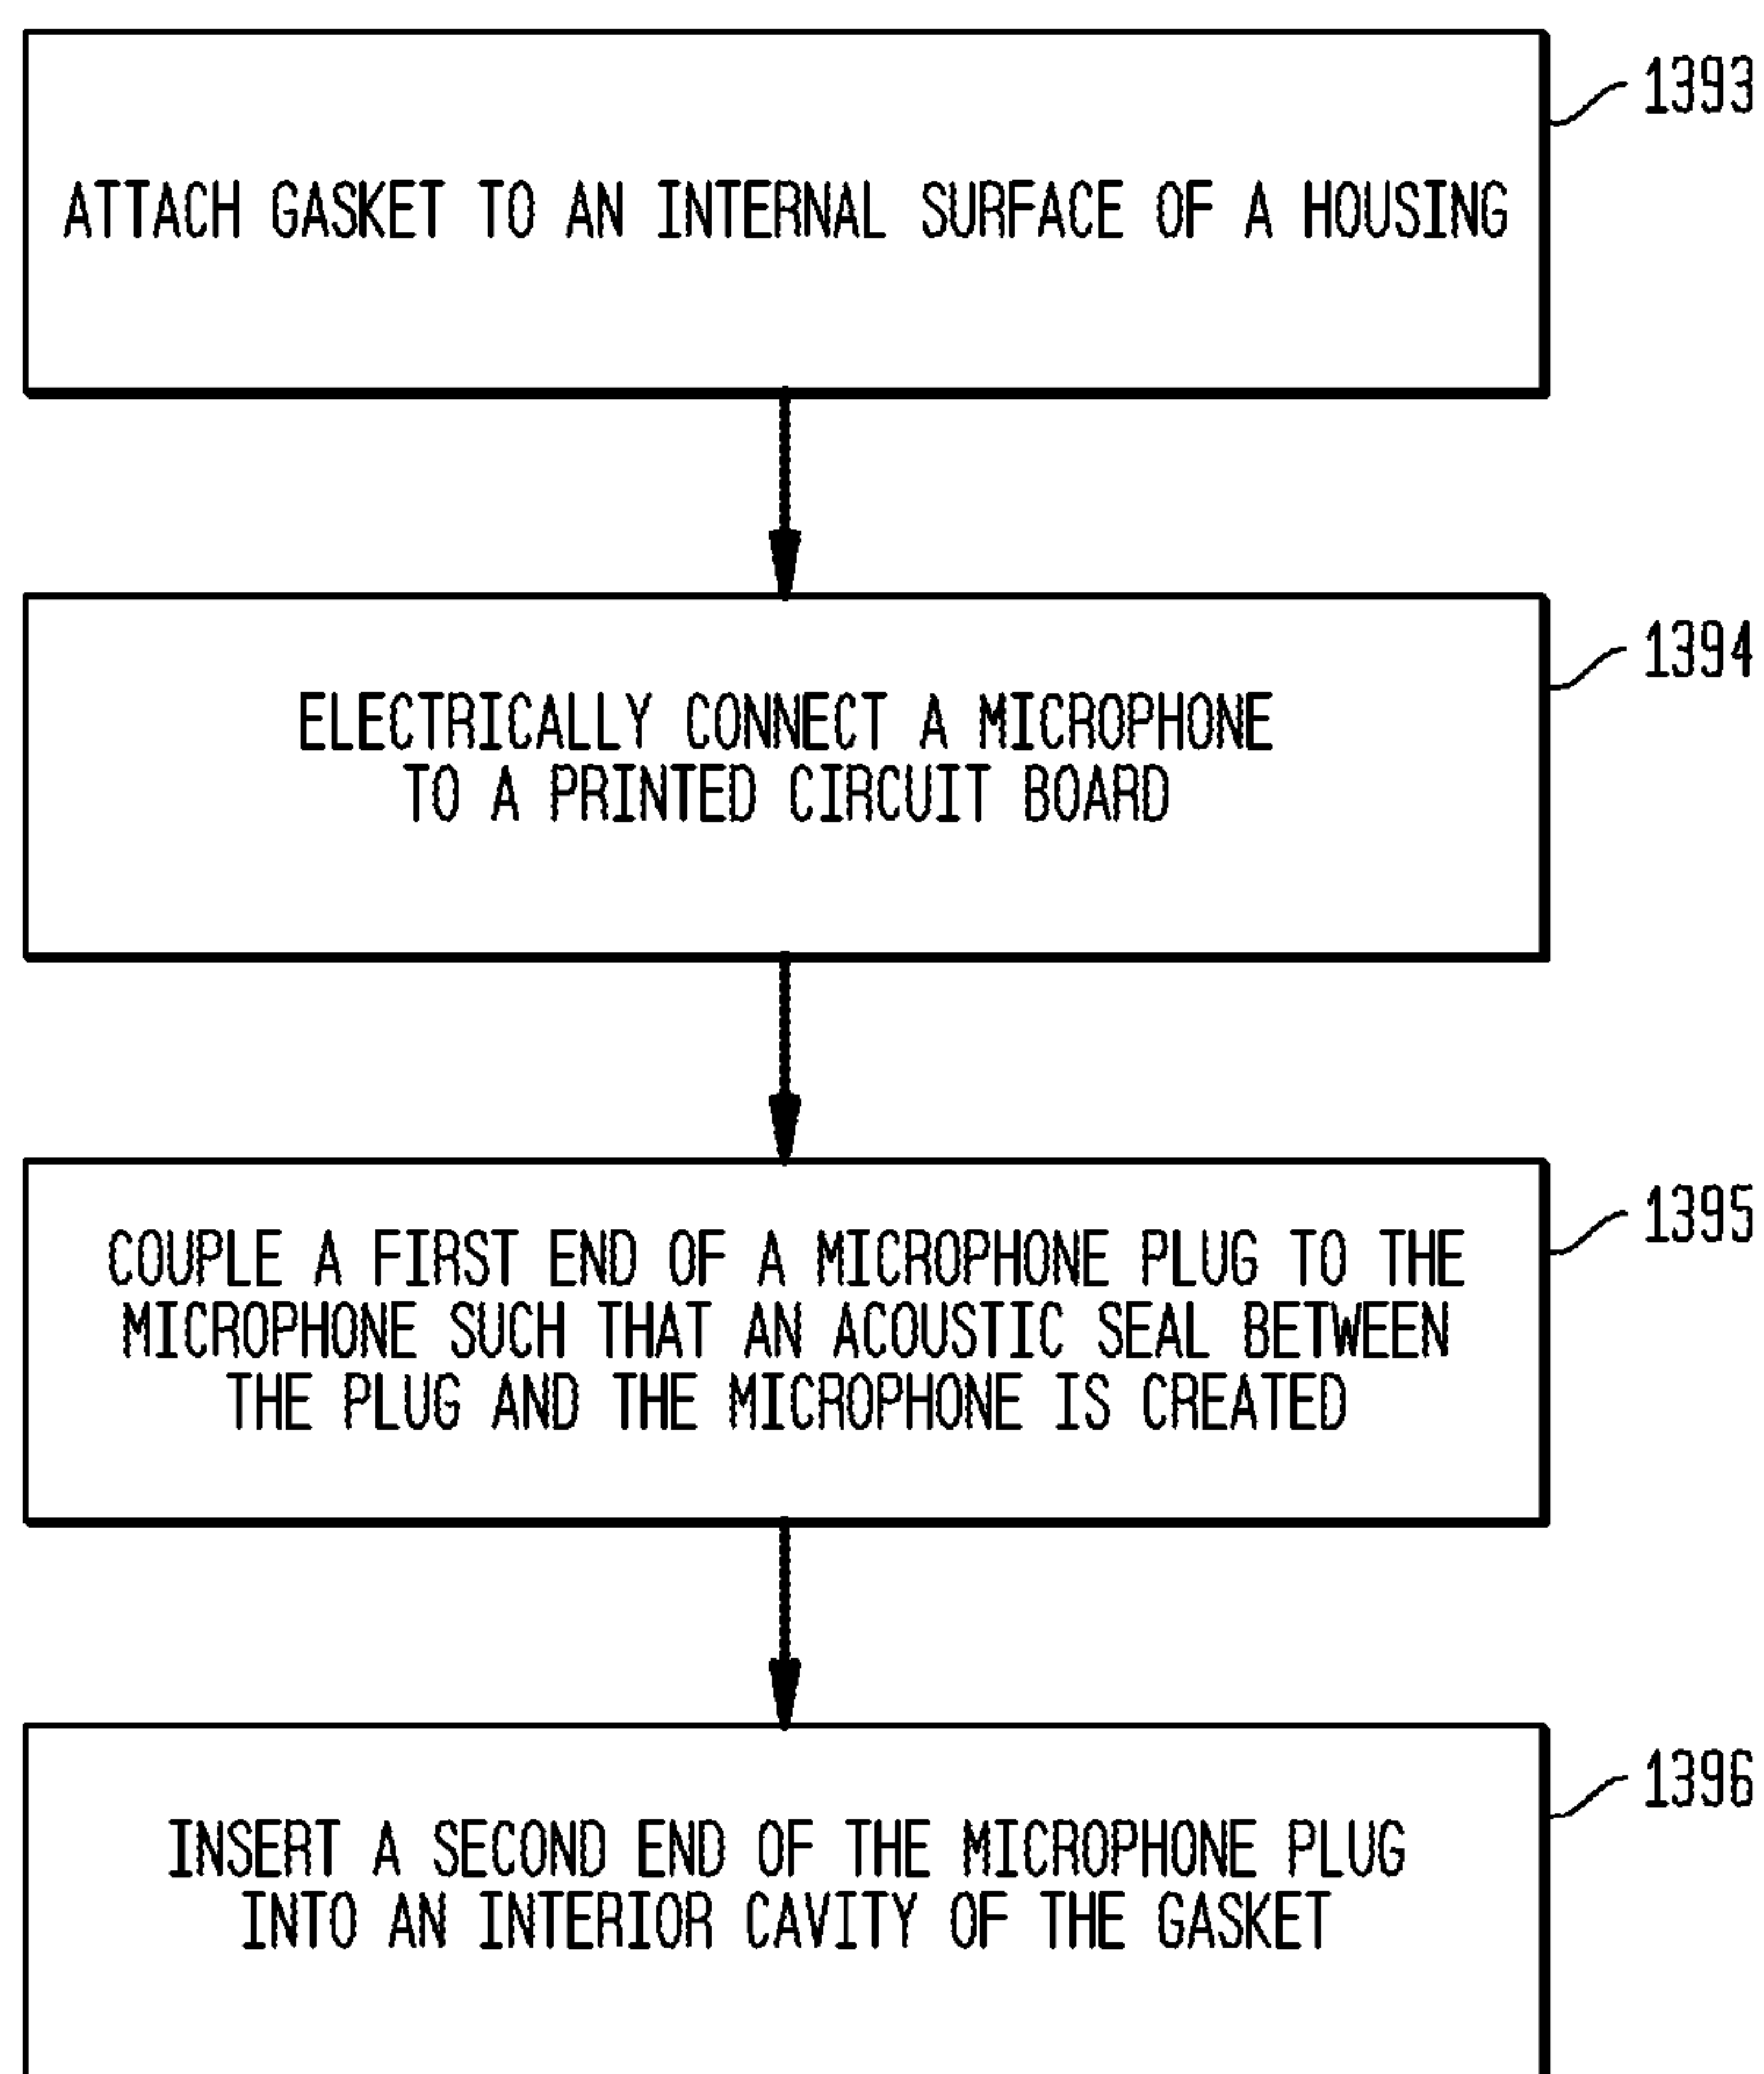 1393
ATTACH GASKET TO AN INTERNAL SURFACE OF A HOUSING
1394
ELECTRICALLY CONNECT A MICROPHONE
TO A PRINTED CIRCUIT BOARD
1395
COUPLE A FIRST END OF A MICROPHONE PLUG TO THE
MICROPHONE SUCH THAT AN ACOUSTIC SEAL BETWEEN
THE PLUG AND THE MICROPHONE IS CREATED
1396
INSERT A SECOND END OF THE MICROPHONE PLUG
INTO AN INTERIOR CAVITY OF THE GASKET